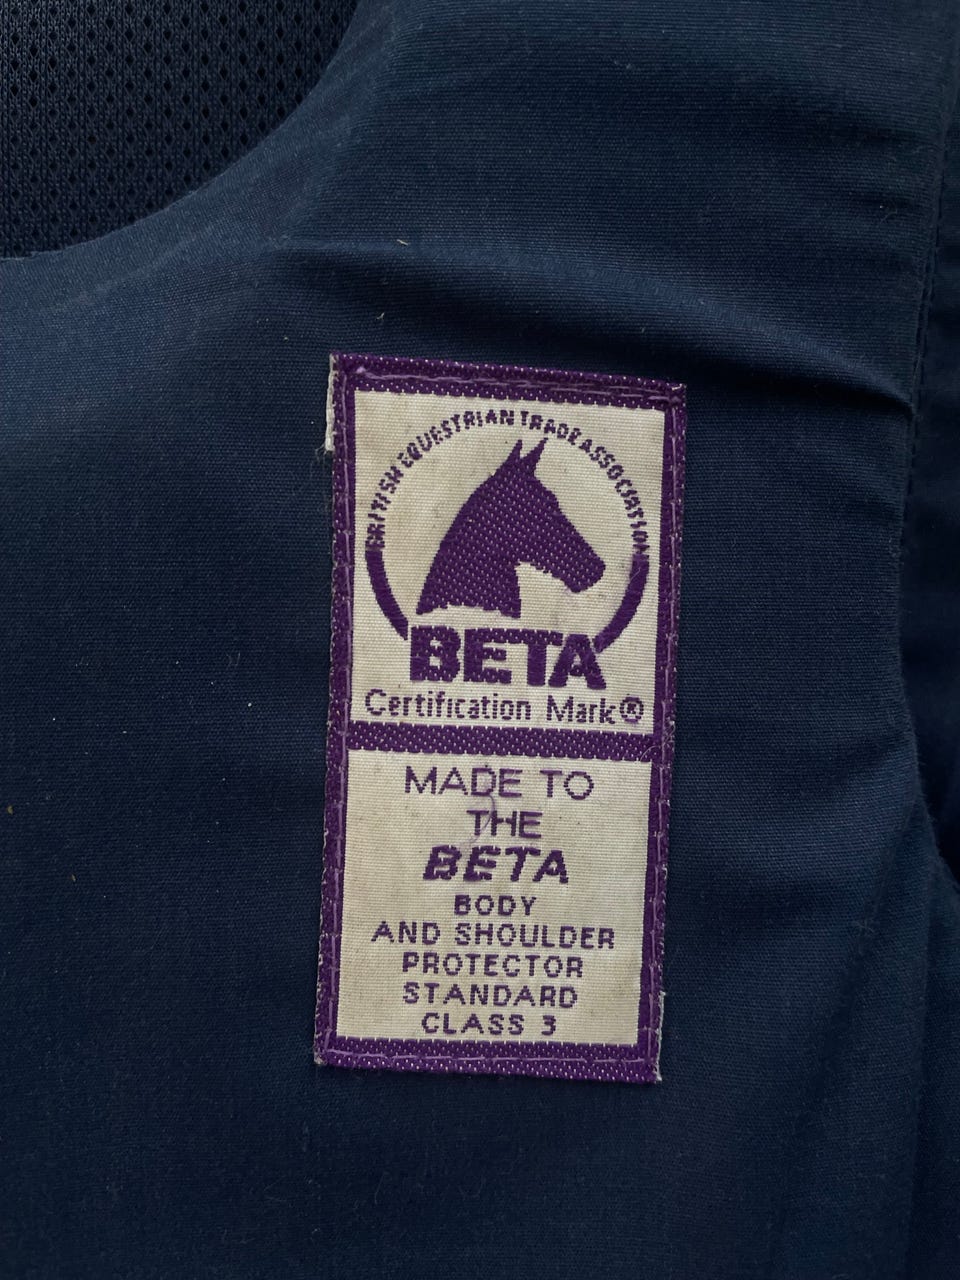 BRITISH EQUESTRIAN TRADE ASSOCIATION
BETA
Certification Mark®
MADE TO
THE
BETA
BODY
AND SHOULDER
PROTECTOR
STANDARD
CLASS 3